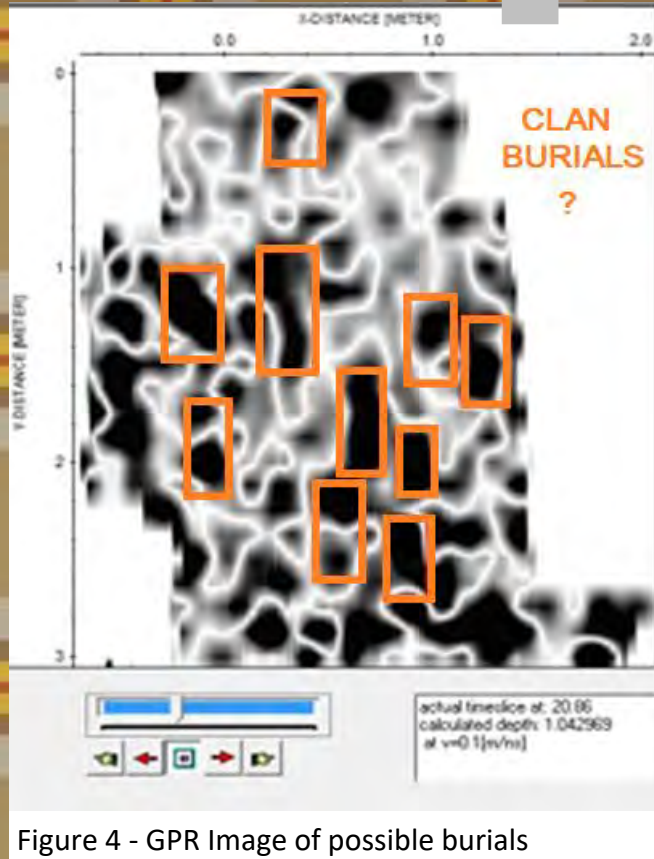 X-DISTANCE [METER]
0.0 1.0 2.0
0
CLAN
BURIALS
?
1
Y-DISTANCE [METER]
2
3
actual timeslice at: 20.86
calculated depth: 1.042969
at v=0.1[m/ns]
Figure 4 - GPR Image of possible burials